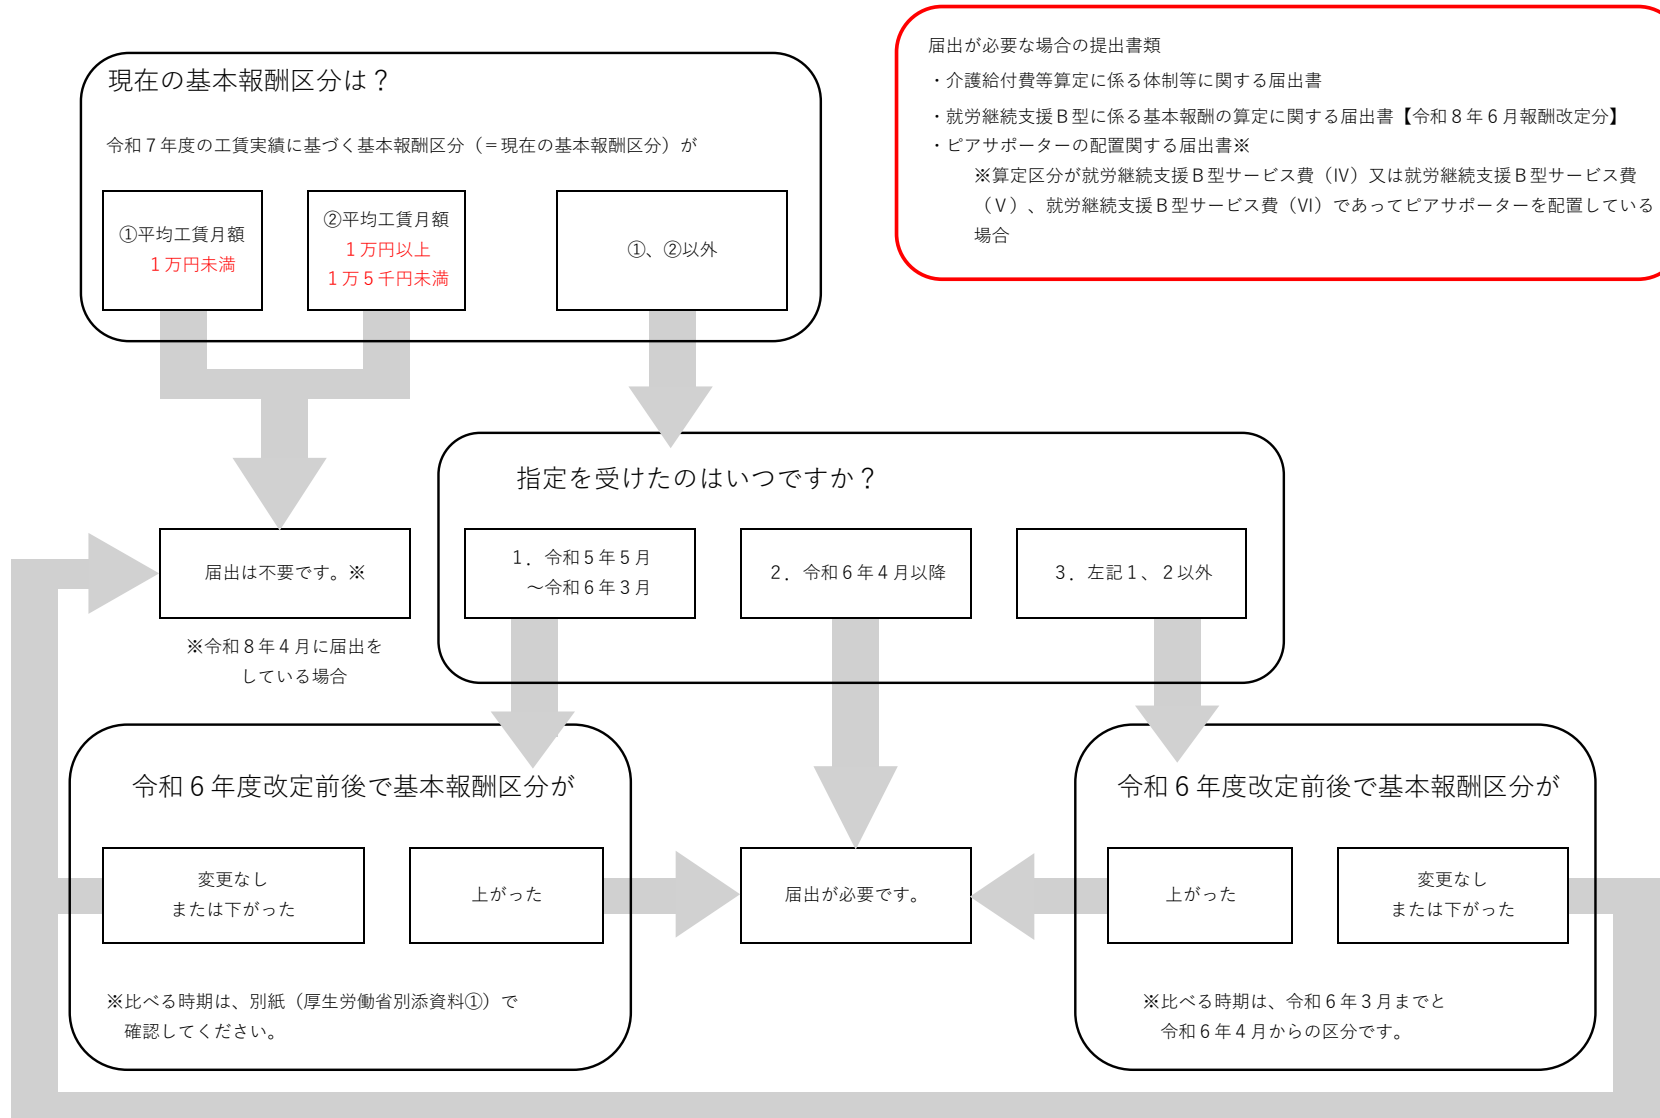 届出が必要な場合の提出書類
・介護給付費等算定に係る体制等に関する届出書
・就労継続支援Ｂ型に係る基本報酬の算定に関する届出書【令和８年６月報酬改定分】
・ピアサポーターの配置関する届出書※
※算定区分が就労継続支援Ｂ型サービス費（Ⅳ）又は就労継続支援Ｂ型サービス費
（Ⅴ）、就労継続支援Ｂ型サービス費（Ⅵ）であってピアサポーターを配置している
場合
現在の基本報酬区分は？
令和７年度の工賃実績に基づく基本報酬区分（＝現在の基本報酬区分）が
①平均工賃月額
１万円未満
②平均工賃月額
１万円以上
１万５千円未満
①、②以外
指定を受けたのはいつですか？
１．令和５年５月
～令和６年３月
２．令和６年４月以降
３．左記１、２以外
届出は不要です。※
※令和８年４月に届出を
している場合
令和６年度改定前後で基本報酬区分が
変更なし
または下がった
上がった
※比べる時期は、別紙（厚生労働省別添資料①）で
確認してください。
届出が必要です。
令和６年度改定前後で基本報酬区分が
上がった
変更なし
または下がった
※比べる時期は、令和６年３月までと
令和６年４月からの区分です。